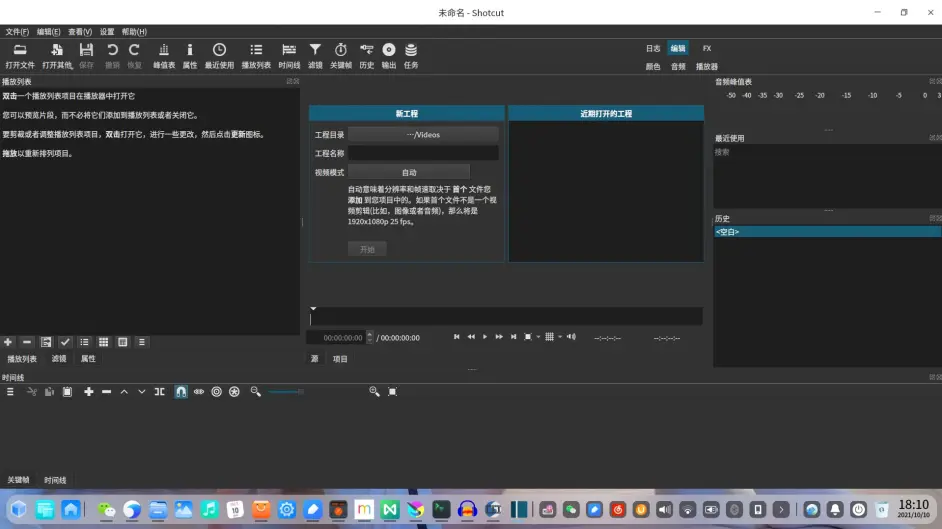 未命名 - Shotcut
文件(F) 编辑(E) 查看(V) 设置 帮助(H)
打开文件 打开其他. 保存 撤销 恢复 峰值表 属性 最近使用 播放列表 时间线 滤镜 关键帧 历史 输出 任务
日志 编辑 FX
颜色 音频 播放器
播放列表
双击一个播放列表项目在播放器中打开它
您可以预览片段，而不必将它们添加到播放列表或者关闭它。
要剪裁或者调整播放列表项目，双击打开它，进行一些更改，然后点击更新图标。
拖放以重新排列项目。
播放列表 滤镜 属性
新工程
工程目录 ···/Videos
工程名称
视频模式 自动
自动意味着分辨率和帧速取决于 首个 文件您
添加 到您项目中的。如果首个文件不是一个视
频剪辑(比如，图像或者音频)，那么将是
1920x1080p 25 fps。
开始
近期打开的工程
00:00:00:00 / 00:00:00:00 --:--:--:-- --:--:--:--
源 项目
音频峰值表
-50 -40 -35 -30 -25 -20 -15 -10 -5 0 3
最近使用
搜索
历史
<空白>
时间线
关键帧 时间线
18:10
2021/10/10